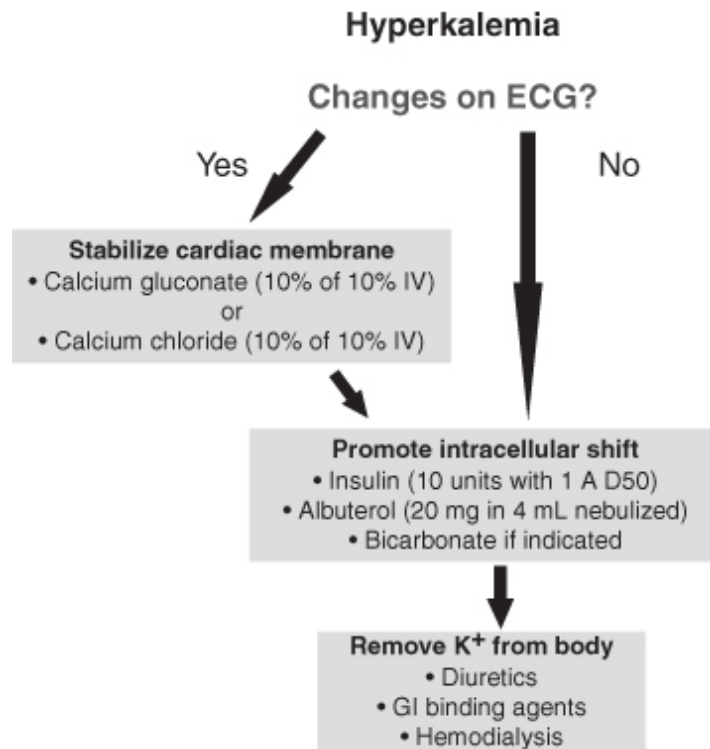 Hyperkalemia
Changes on ECG?
Yes
No
Stabilize cardiac membrane
• Calcium gluconate (10% of 10% IV)
or
• Calcium chloride (10% of 10% IV)
Promote intracellular shift
• Insulin (10 units with 1 A D50)
• Albuterol (20 mg in 4 mL nebulized)
• Bicarbonate if indicated
Remove K⁺ from body
• Diuretics
• GI binding agents
• Hemodialysis